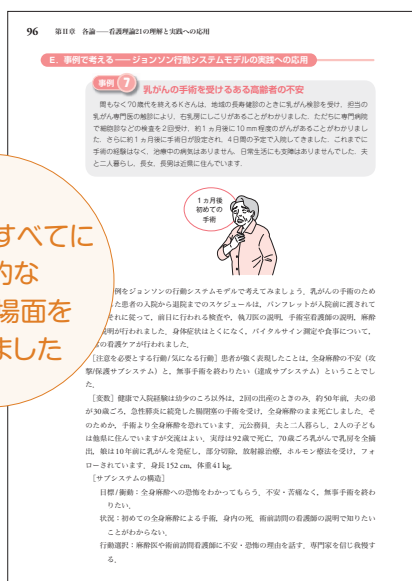 96 第Ⅱ章 各論――看護理論21の理解と実践への応用
E. 事例で考える――ジョンソン行動システムモデルの実践への応用
事例 7 乳がんの手術を受けるある高齢者の不安
間もなく70歳代を終えるKさんは，地域の長寿健診のときに乳がん検診を受け，担当の
乳がん専門医の触診により，右乳房にしこりがあることがわかりました．ただちに専門病院
で細胞診などの検査を2回受け，約1ヵ月後に10 mm程度のがんがあることがわかりまし
た．さらに約1ヵ月後に手術日が設定され，4日間の予定で入院してきました．これまでに
手術の経験はなく，治療中の病気はありません．日常生活にも支障はありませんでした．夫
と二人暮らし，長女，長男は近県に住んでいます．
1ヵ月後
初めての
手術
すべてに
的な
場面を
ました
例をジョンソンの行動システムモデルで考えてみましょう．乳がんの手術のため
した患者の入院から退院までのスケジュールは，パンフレットが入院前に渡されて
それに従って，前日に行われる検査や，執刀医の説明，手術室看護師の説明，麻酔
説明が行われました．身体症状はとくになく，バイタルサイン測定や食事について，
の看護ケアが行われました．
［注意を必要とする行動/気になる行動］患者が強く表現したことは，全身麻酔の不安（攻
撃/保護サブシステム）と，無事手術を終わりたい（達成サブシステム）ということでし
た．
［変数］健康で入院経験は幼少のころ以外は，2回の出産のときのみ．約50年前，夫の弟
が30歳ごろ，急性膵炎に続発した腸閉塞の手術を受け，全身麻酔のまま死亡しました．そ
のためか，手術より全身麻酔を恐れています．元公務員，夫と二人暮らし，2人の子ども
は他県に住んでいますが交流はよい．実母は92歳で死亡，70歳ごろ乳がんで乳房を全摘
出，娘は10年前に乳がんを発症し，部分切除，放射線治療，ホルモン療法を受け，フォ
ローされています．身長152 cm，体重41 kg．
［サブシステムの構造］
目標/衝動：全身麻酔への恐怖をわかってもらう．不安・苦痛なく，無事手術を終わ
りたい．
状況：初めての全身麻酔による手術，身内の死，術前訪問の看護師の説明で知りたい
ことがわからない．
行動選択：麻酔医や術前訪問看護師に不安・恐怖の理由を話す．専門家を信じ我慢す
る．